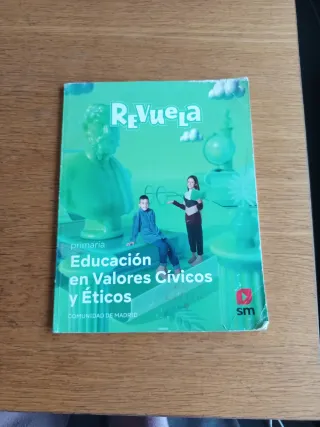 REVUELA
primaria
Educación
en Valores Cívicos
y Éticos
COMUNIDAD DE MADRID
sm